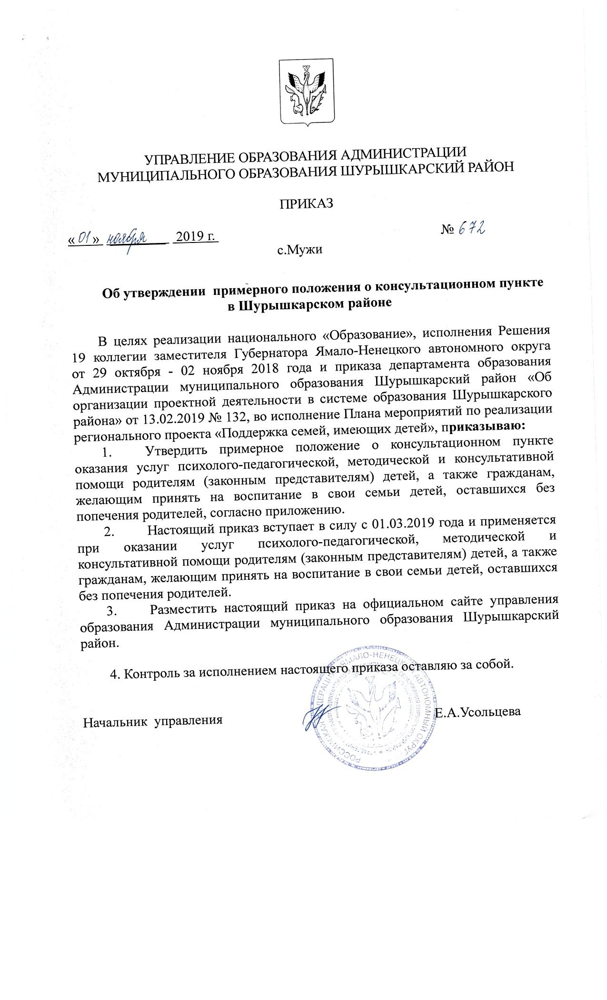 УПРАВЛЕНИЕ ОБРАЗОВАНИЯ АДМИНИСТРАЦИИ
МУНИЦИПАЛЬНОГО ОБРАЗОВАНИЯ ШУРЫШКАРСКИЙ РАЙОН
ПРИКАЗ
« 01 » ноября 2019 г. № 672
с.Мужи
Об утверждении примерного положения о консультационном пункте
в Шурышкарском районе
В целях реализации национального «Образование», исполнения Решения
19 коллегии заместителя Губернатора Ямало-Ненецкого автономного округа
от 29 октября - 02 ноября 2018 года и приказа департамента образования
Администрации муниципального образования Шурышкарский район «Об
организации проектной деятельности в системе образования Шурышкарского
района» от 13.02.2019 № 132, во исполнение Плана мероприятий по реализации
регионального проекта «Поддержка семей, имеющих детей», приказываю:
1. Утвердить примерное положение о консультационном пункте
оказания услуг психолого-педагогической, методической и консультативной
помощи родителям (законным представителям) детей, а также гражданам,
желающим принять на воспитание в свои семьи детей, оставшихся без
попечения родителей, согласно приложению.
2. Настоящий приказ вступает в силу с 01.03.2019 года и применяется
при оказании услуг психолого-педагогической, методической и
консультативной помощи родителям (законным представителям) детей, а также
гражданам, желающим принять на воспитание в свои семьи детей, оставшихся
без попечения родителей.
3. Разместить настоящий приказ на официальном сайте управления
образования Администрации муниципального образования Шурышкарский
район.
4. Контроль за исполнением настоящего приказа оставляю за собой.
Начальник управления Е.А.Усольцева
РОССИЙСКАЯ ФЕДЕРАЦИЯ ЯМАЛО-НЕНЕЦКИЙ АВТОНОМНЫЙ ОКРУГ